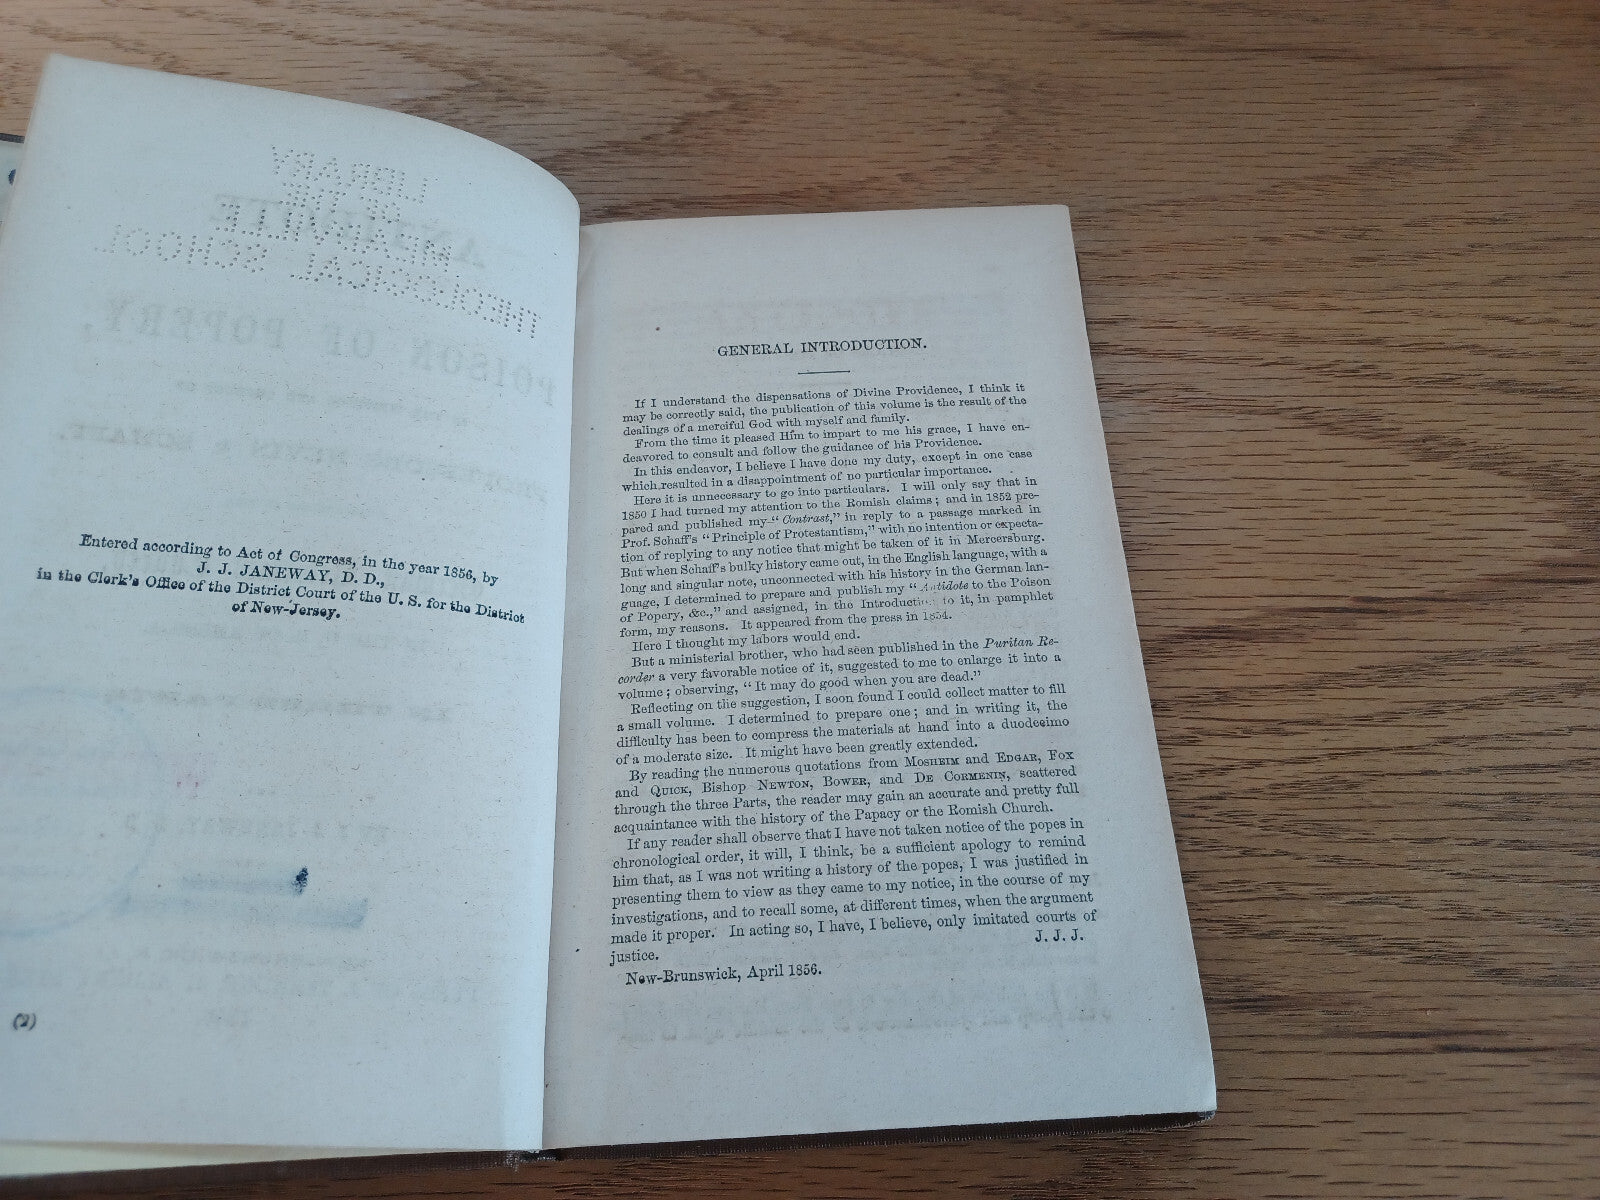 Entered according to Act of Congress, in the year 1856, by
J. J. JANEWAY, D. D.,
in the Clerk's Office of the District Court of the U. S. for the District
of New-Jersey.
(2)
GENERAL INTRODUCTION.
If I understand the dispensations of Divine Providence, I think it
may be correctly said, the publication of this volume is the result of the
dealings of a merciful God with myself and family.
From the time it pleased Him to impart to me his grace, I have en-
deavored to consult and follow the guidance of his Providence.
In this endeavor, I believe I have done my duty, except in one case
which resulted in a disappointment of no particular importance.
Here it is unnecessary to go into particulars. I will only say that in
1850 I had turned my attention to the Romish claims; and in 1852 pre-
pared and published my "Contrast," in reply to a passage marked in
Prof. Schaff's "Principle of Protestantism," with no intention or expecta-
tion of replying to any notice that might be taken of it in Mercersburg.
But when Schaff's bulky history came out, in the English language, with a
long and singular note, unconnected with his history in the German lan-
guage, I determined to prepare and publish my "Antidote to the Poison
of Popery, &c.," and assigned, in the Introduction to it, in pamphlet
form, my reasons. It appeared from the press in 1854.
Here I thought my labors would end.
But a ministerial brother, who had seen published in the Puritan Re-
corder a very favorable notice of it, suggested to me to enlarge it into a
volume; observing, "It may do good when you are dead."
Reflecting on the suggestion, I soon found I could collect matter to fill
a small volume. I determined to prepare one; and in writing it, the
difficulty has been to compress the materials at hand into a duodecimo
of a moderate size. It might have been greatly extended.
By reading the numerous quotations from MOSHEIM and EDGAR, FOX
and QUICK, Bishop NEWTON, BOWER, and DE CORMENIN, scattered
through the three Parts, the reader may gain an accurate and pretty full
acquaintance with the history of the Papacy or the Romish Church.
If any reader shall observe that I have not taken notice of the popes in
chronological order, it will, I think, be a sufficient apology to remind
him that, as I was not writing a history of the popes, I was justified in
presenting them to view as they came to my notice, in the course of my
investigations, and to recall some, at different times, when the argument
made it proper. In acting so, I have, I believe, only imitated courts of
justice.
J. J. J.
New-Brunswick, April 1856.
LIBRARY
OF THE
MEADVILLE
THEOLOGICAL SCHOOL
POISON OF POPERY,